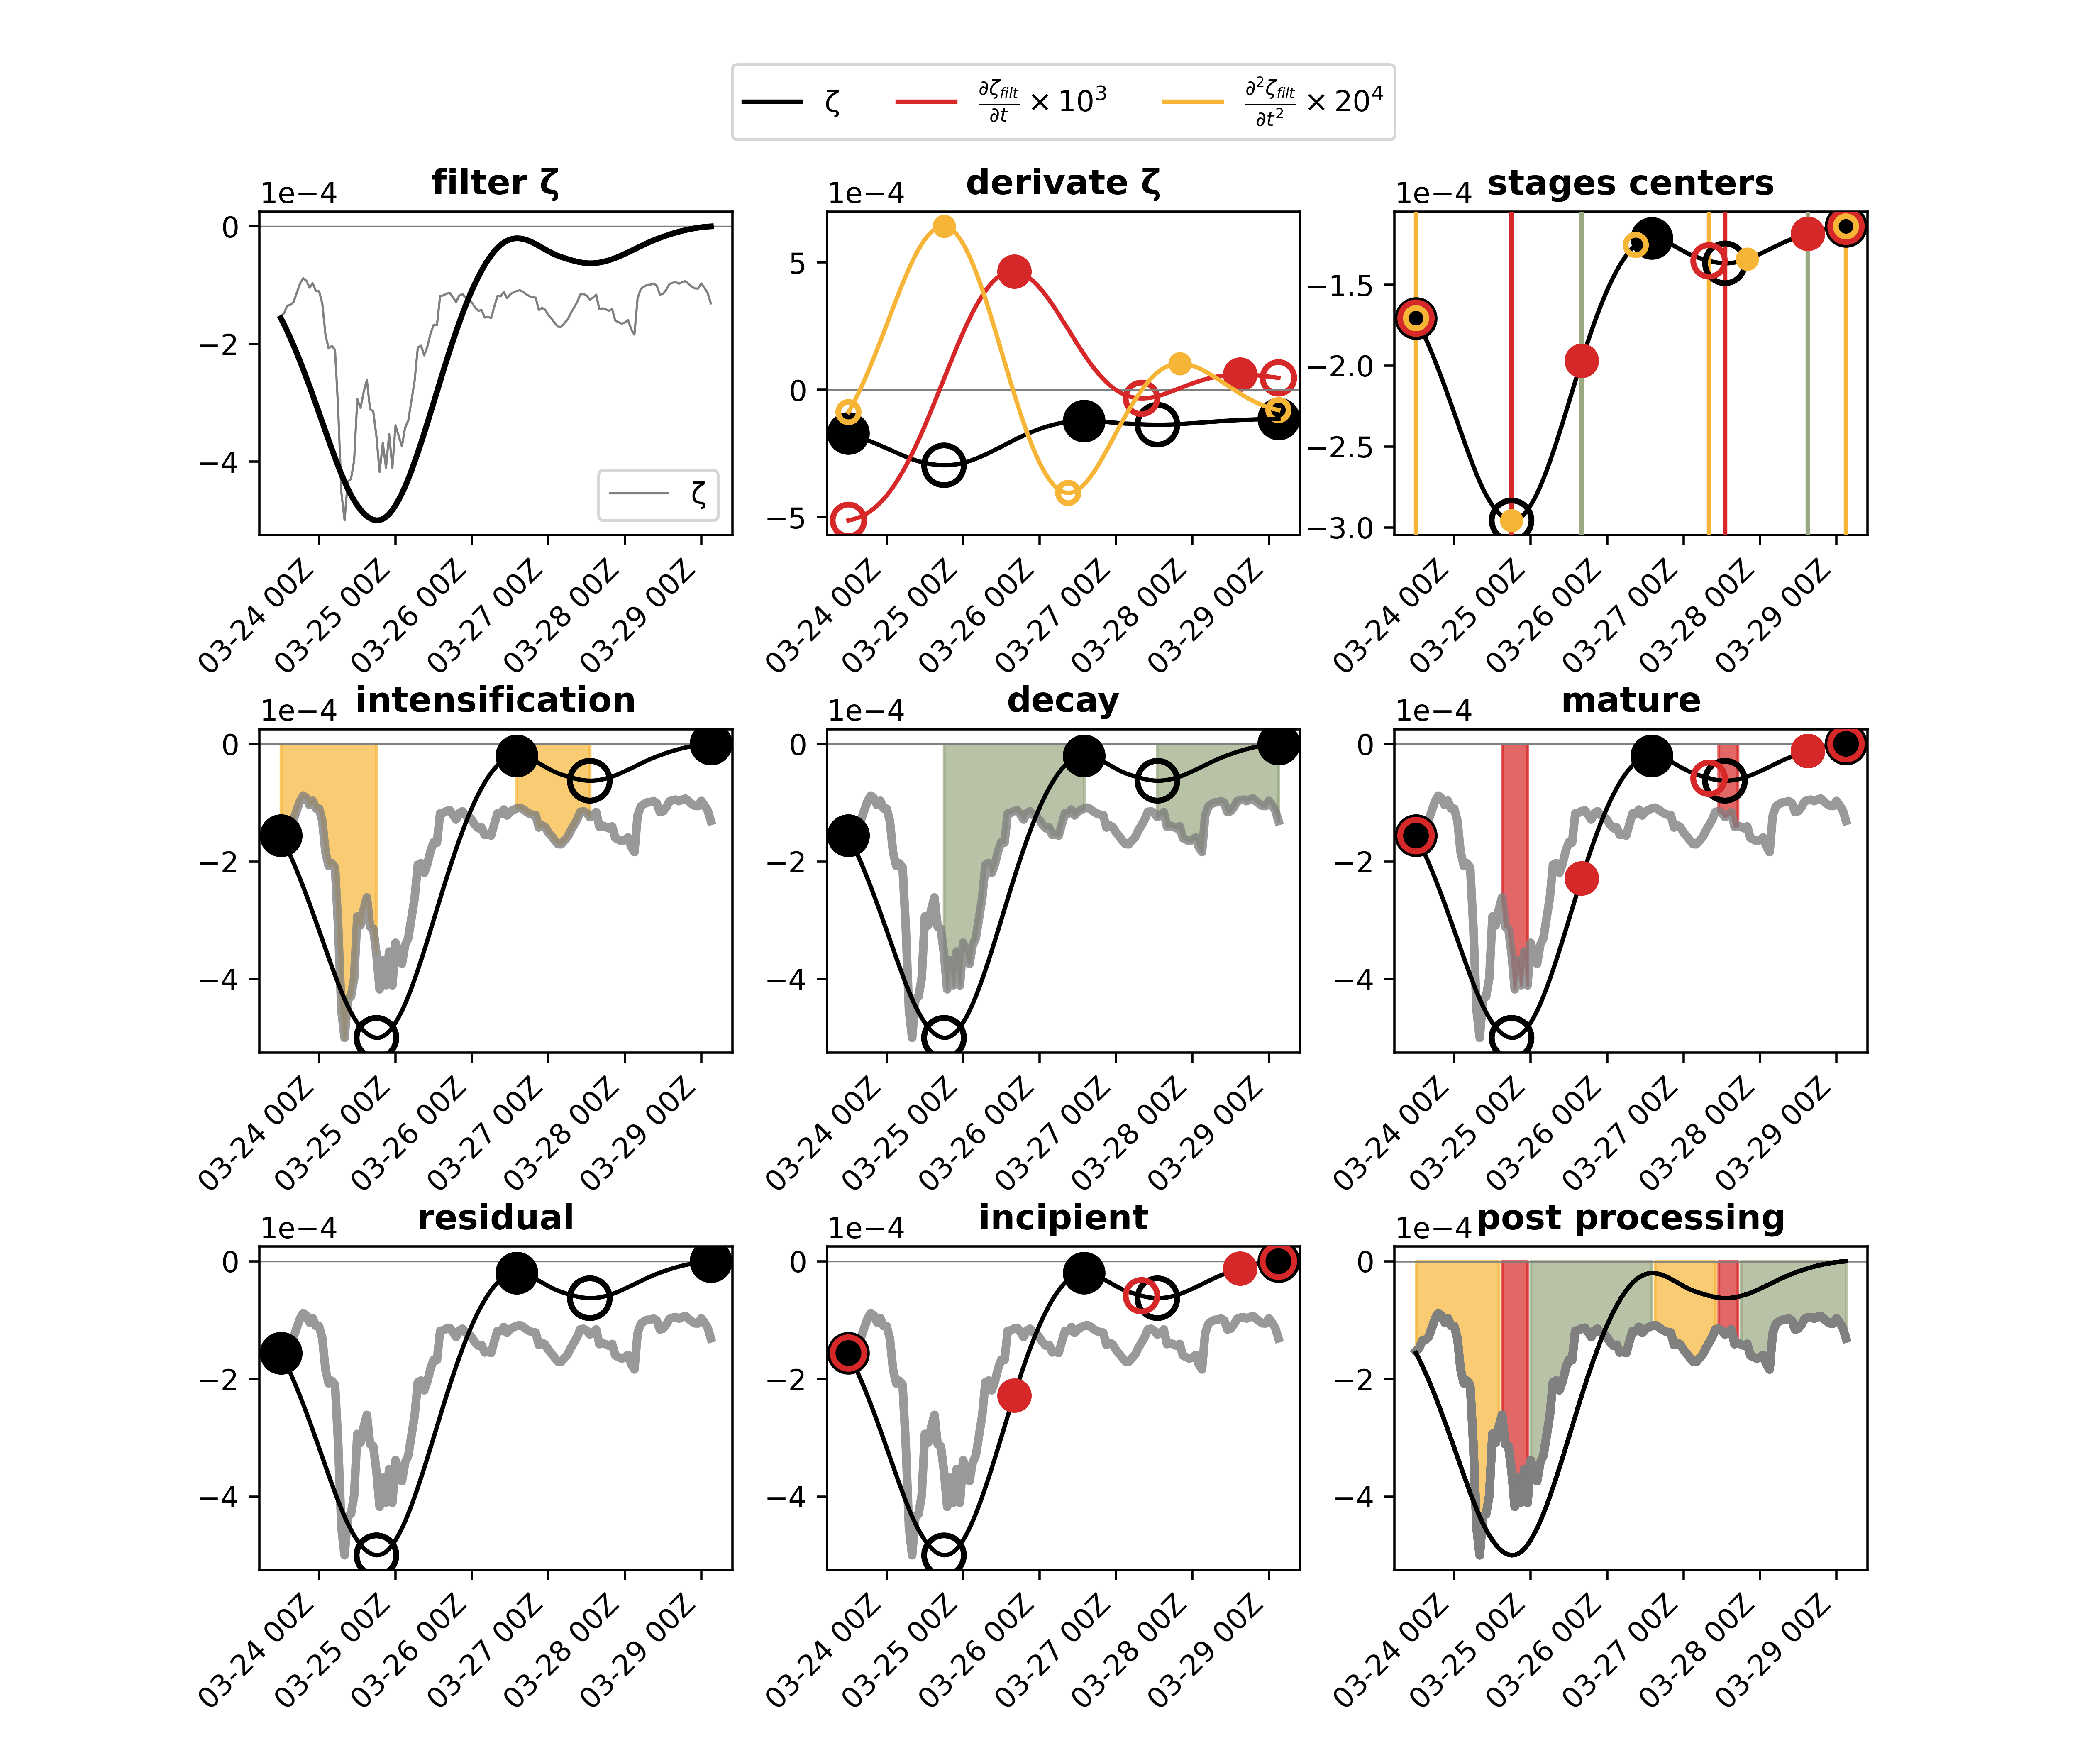 ζ ∂ζ_filt/∂t × 10³ ∂²ζ_filt/∂t² × 20⁴
filter ζ derivate ζ stages centers
1e−4 1e−4 1e−4
0
−2
−4
ζ
5
0
−5
−1.5
−2.0
−2.5
−3.0
03-24 00Z 03-25 00Z 03-26 00Z 03-27 00Z 03-28 00Z 03-29 00Z
03-24 00Z 03-25 00Z 03-26 00Z 03-27 00Z 03-28 00Z 03-29 00Z
03-24 00Z 03-25 00Z 03-26 00Z 03-27 00Z 03-28 00Z 03-29 00Z
intensification decay mature
1e−4 1e−4 1e−4
0
−2
−4
0
−2
−4
0
−2
−4
03-24 00Z 03-25 00Z 03-26 00Z 03-27 00Z 03-28 00Z 03-29 00Z
03-24 00Z 03-25 00Z 03-26 00Z 03-27 00Z 03-28 00Z 03-29 00Z
03-24 00Z 03-25 00Z 03-26 00Z 03-27 00Z 03-28 00Z 03-29 00Z
residual incipient post processing
1e−4 1e−4 1e−4
0
−2
−4
0
−2
−4
0
−2
−4
03-24 00Z 03-25 00Z 03-26 00Z 03-27 00Z 03-28 00Z 03-29 00Z
03-24 00Z 03-25 00Z 03-26 00Z 03-27 00Z 03-28 00Z 03-29 00Z
03-24 00Z 03-25 00Z 03-26 00Z 03-27 00Z 03-28 00Z 03-29 00Z